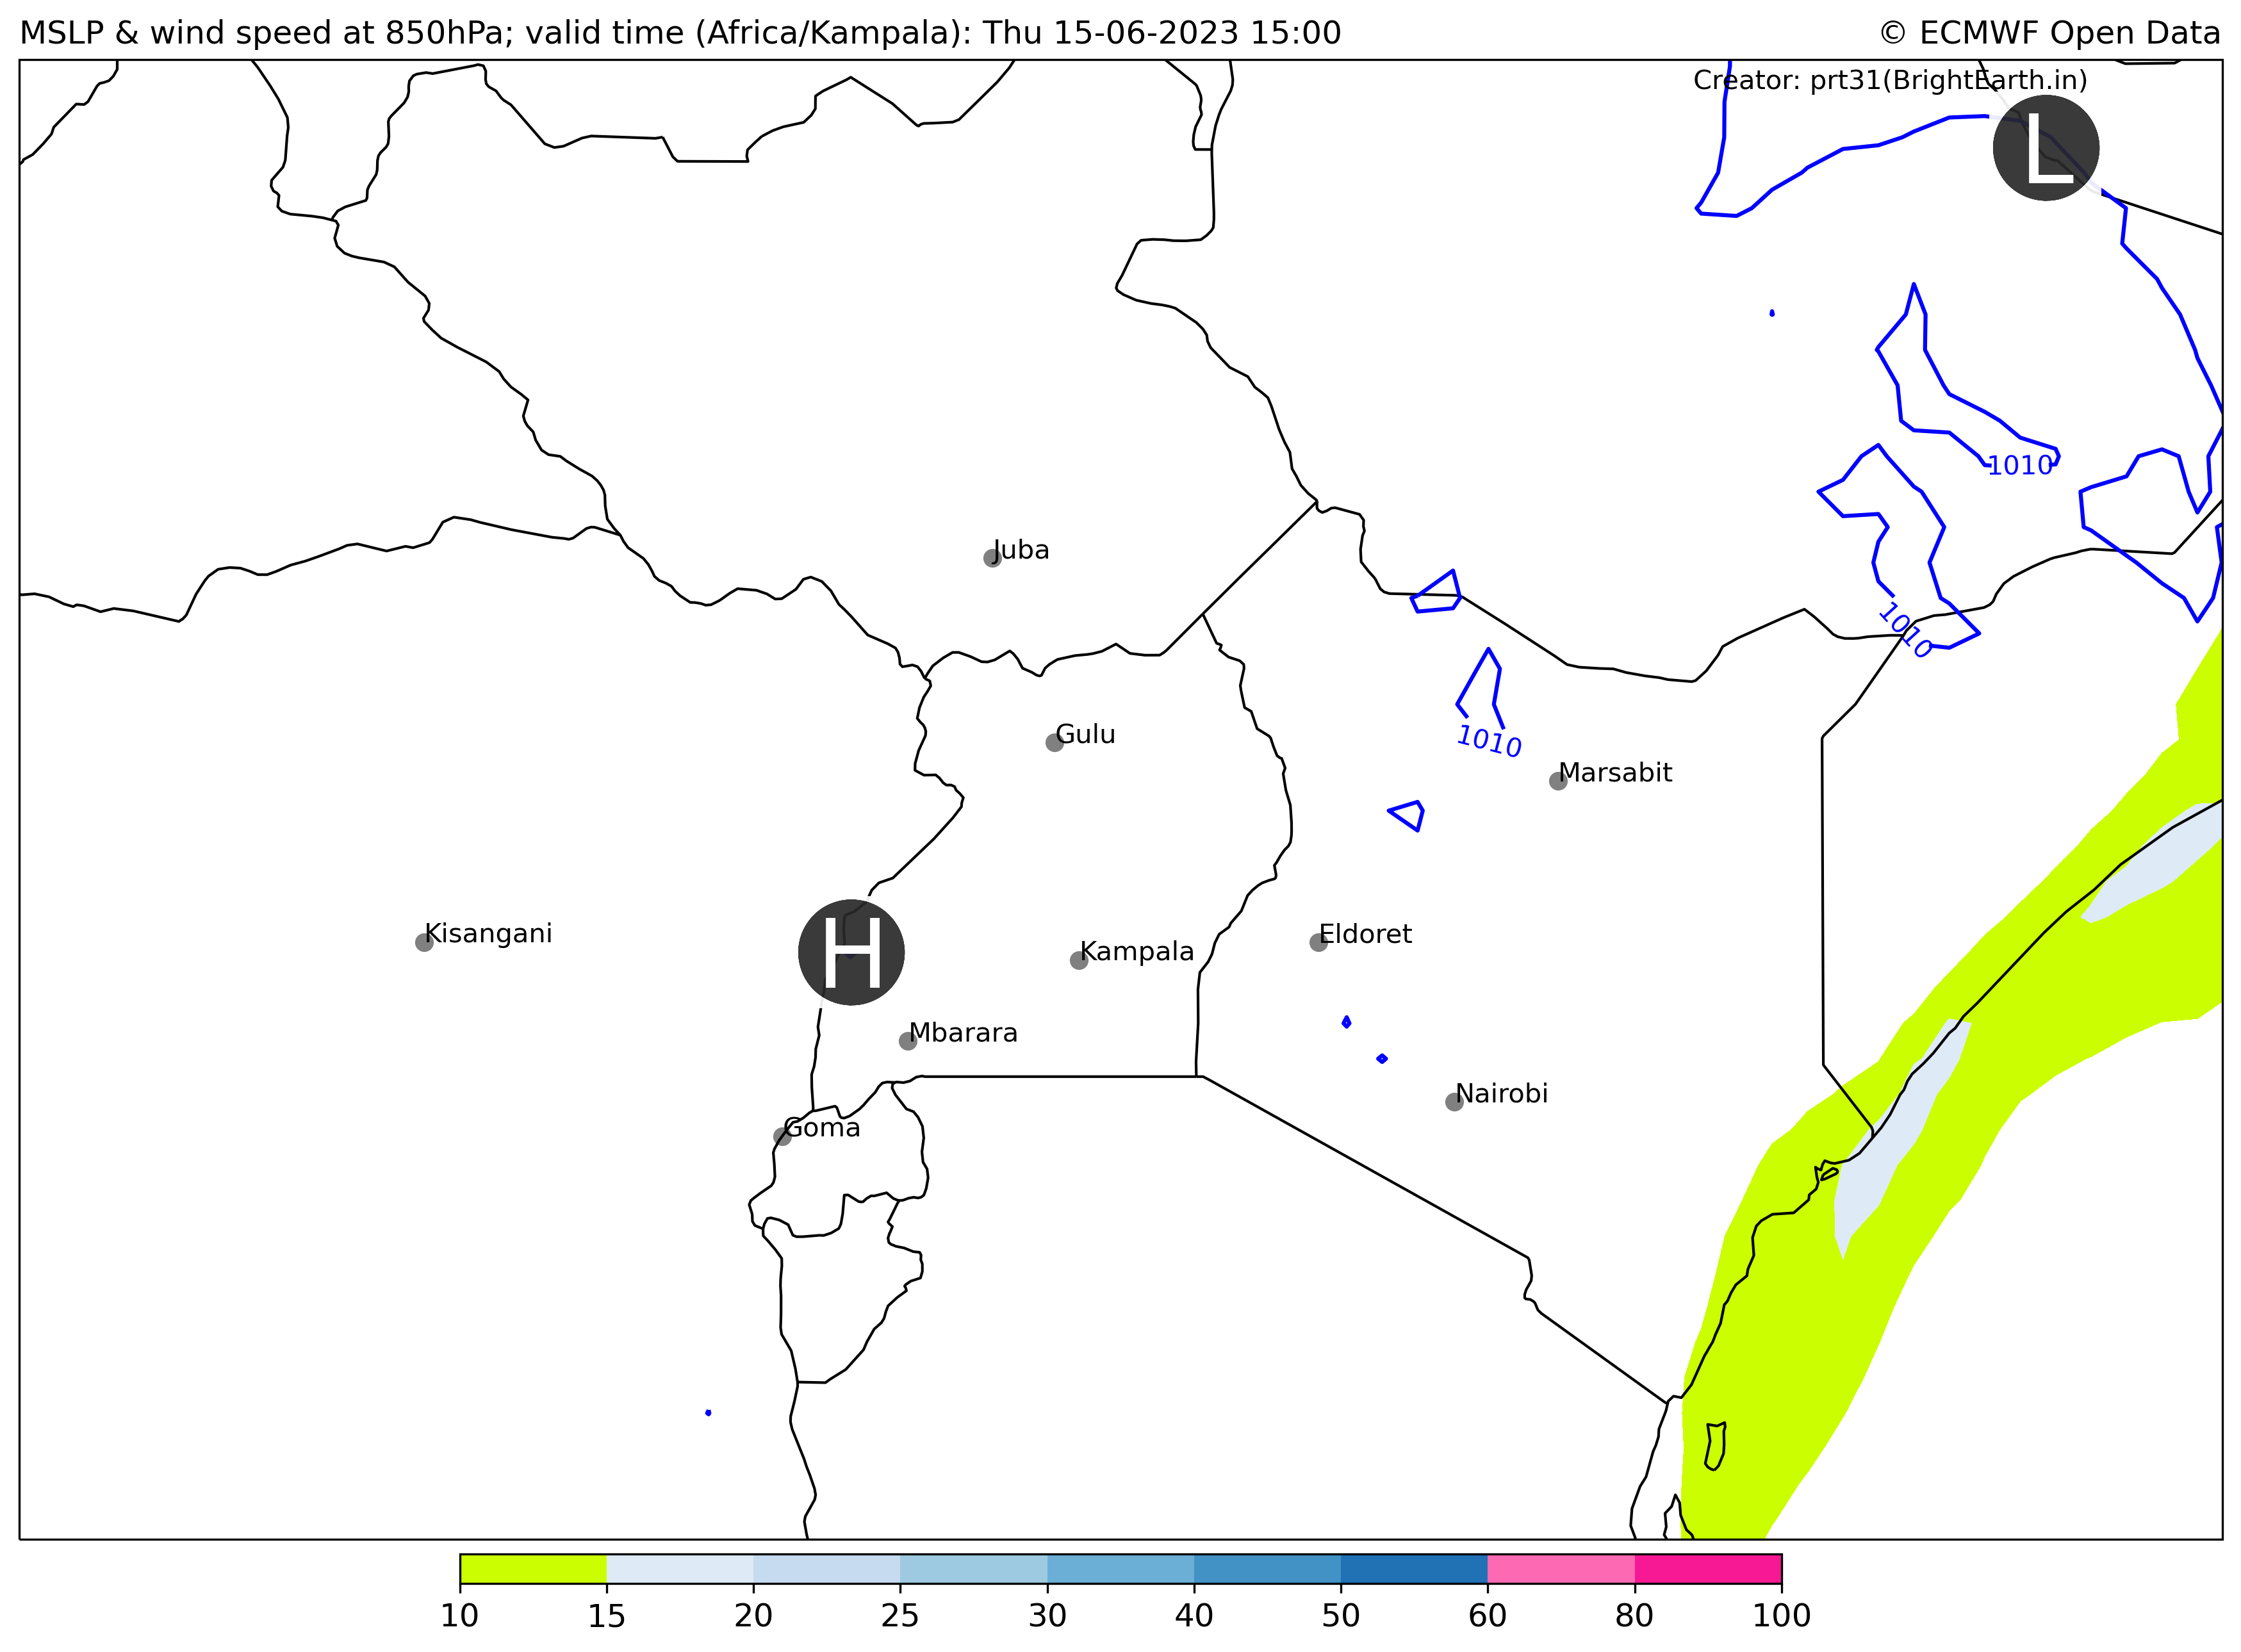 MSLP & wind speed at 850hPa; valid time (Africa/Kampala): Thu 15-06-2023 15:00
© ECMWF Open Data
Creator: prt31(BrightEarth.in)
L
1010
Juba
1010
Gulu
1010
Marsabit
Kisangani
H
Kampala
Eldoret
Mbarara
Nairobi
Goma
10 15 20 25 30 40 50 60 80 100